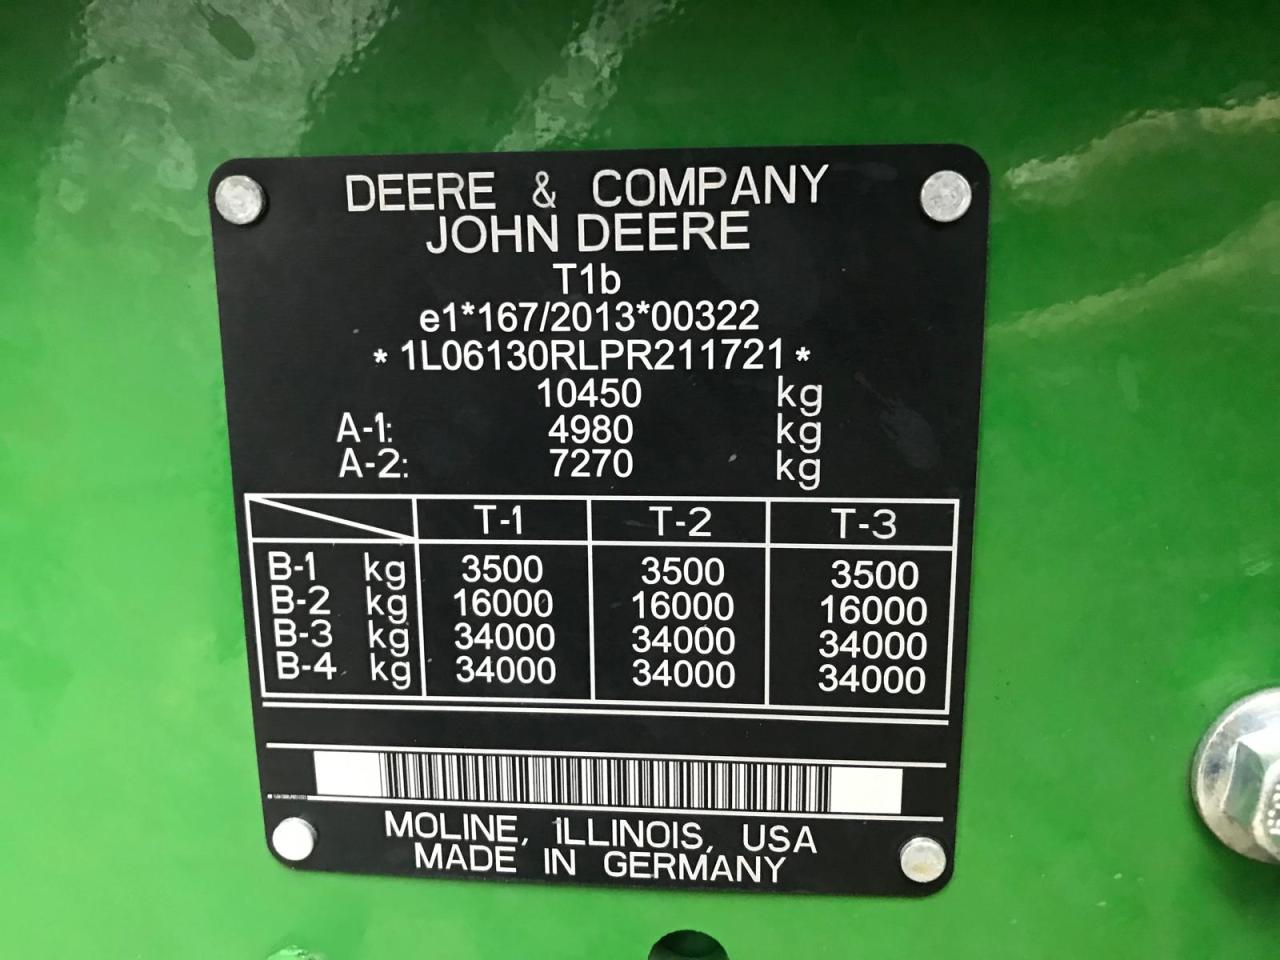 DEERE & COMPANY
JOHN DEERE
T1b
e1*167/2013*00322
* 1L06130RLPR211721 *
10450 kg
A-1: 4980 kg
A-2: 7270 kg
T-1 T-2 T-3
B-1 kg 3500 3500 3500
B-2 kg 16000 16000 16000
B-3 kg 34000 34000 34000
B-4 kg 34000 34000 34000
MOLINE, ILLINOIS, USA
MADE IN GERMANY